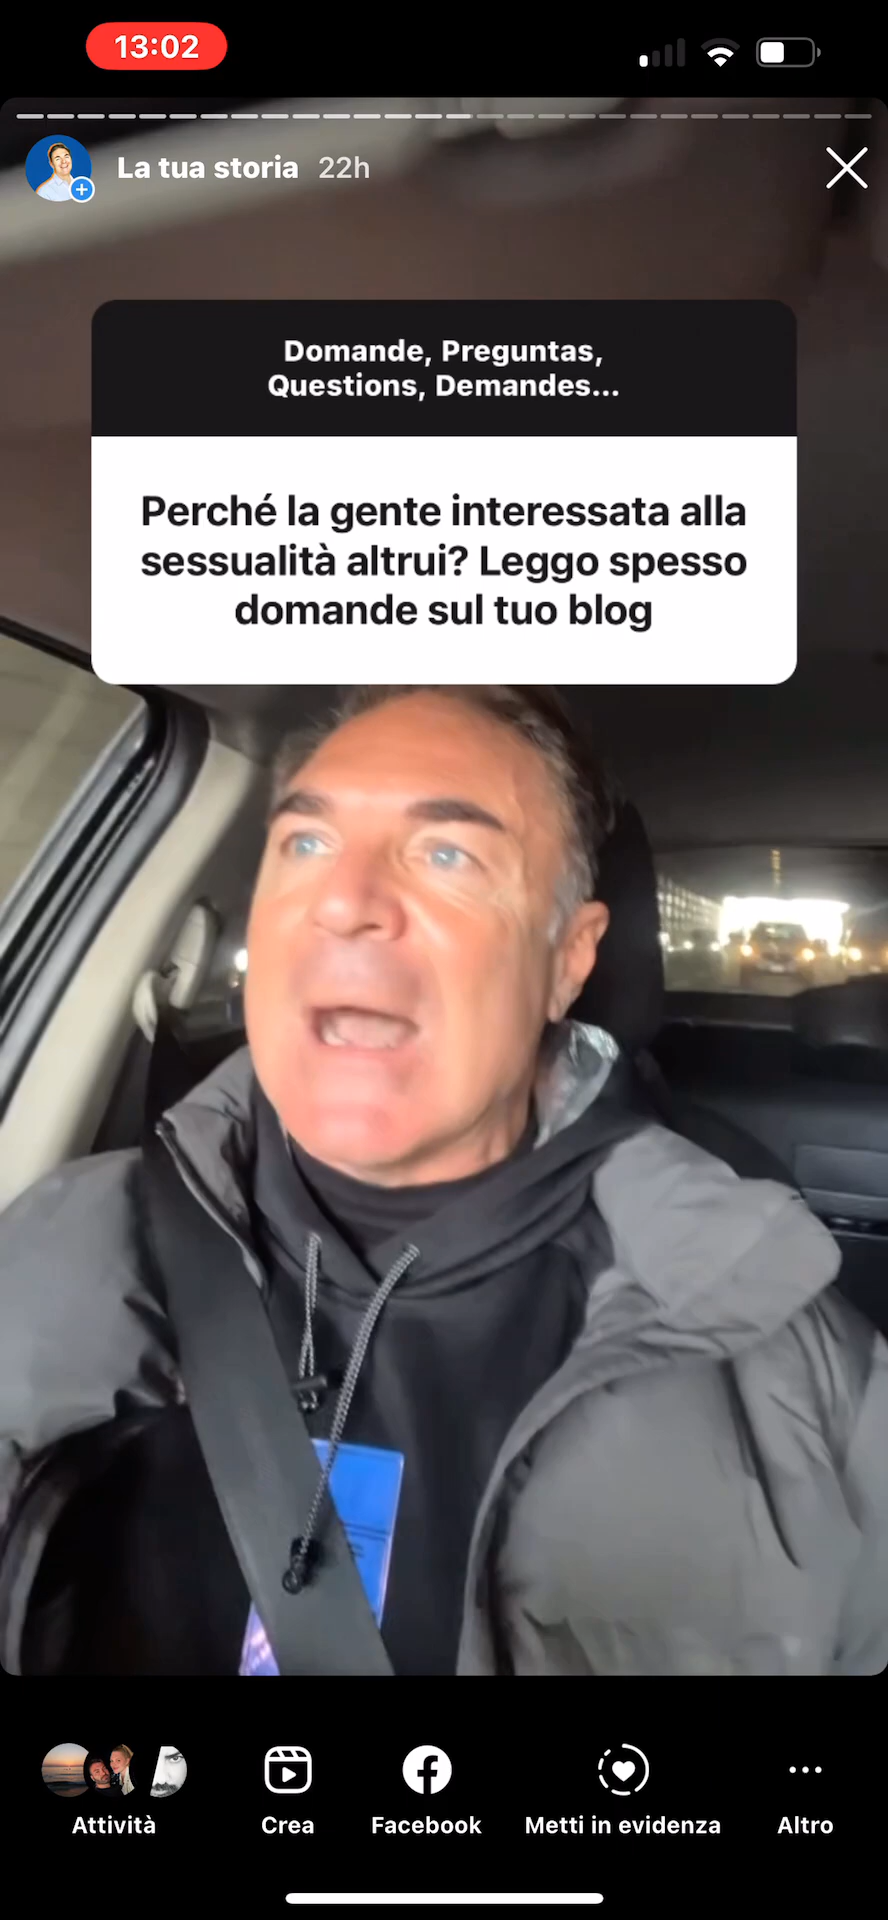 13:02
La tua storia 22h
Domande, Preguntas,
Questions, Demandes...
Perché la gente interessata alla
sessualità altrui? Leggo spesso
domande sul tuo blog
Attività
Crea
Facebook
Metti in evidenza
Altro